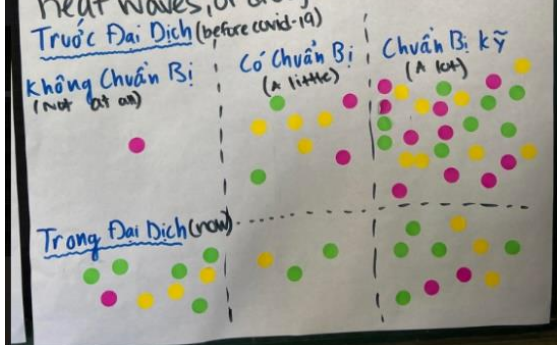 heat waves, or
Trước Đại Dịch (before covid-19)
Không Chuẩn Bị
(Not at all)
Có Chuẩn Bị
(A little)
Chuẩn Bị Kỹ
(A lot)
Trong Đại Dịch (now)